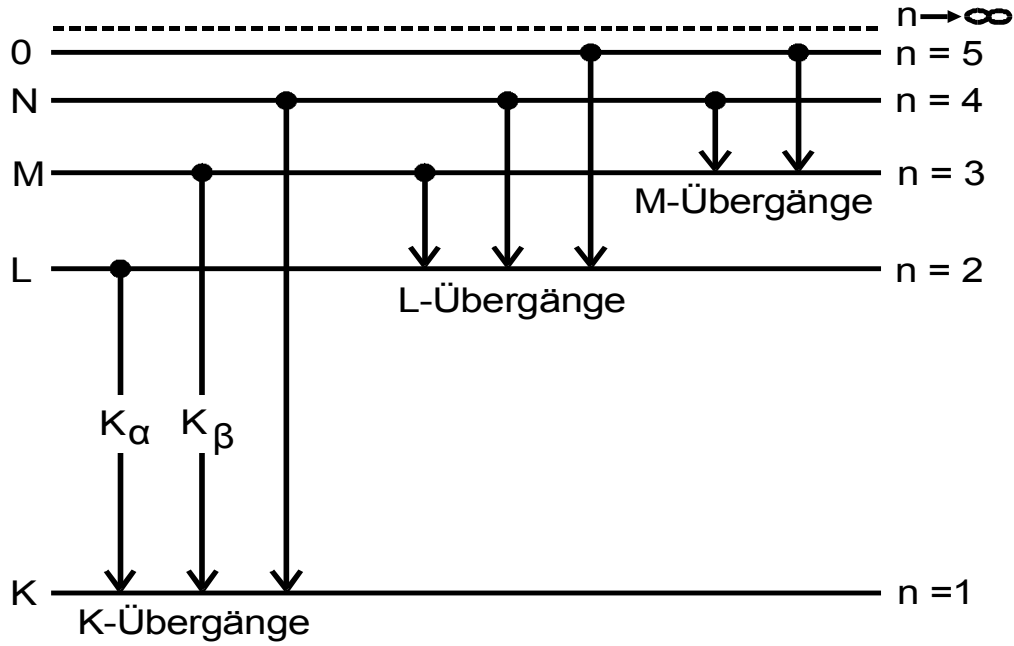 n→∞
0 n = 5
N n = 4
M n = 3
M-Übergänge
L n = 2
L-Übergänge
Kα Kβ
K n =1
K-Übergänge